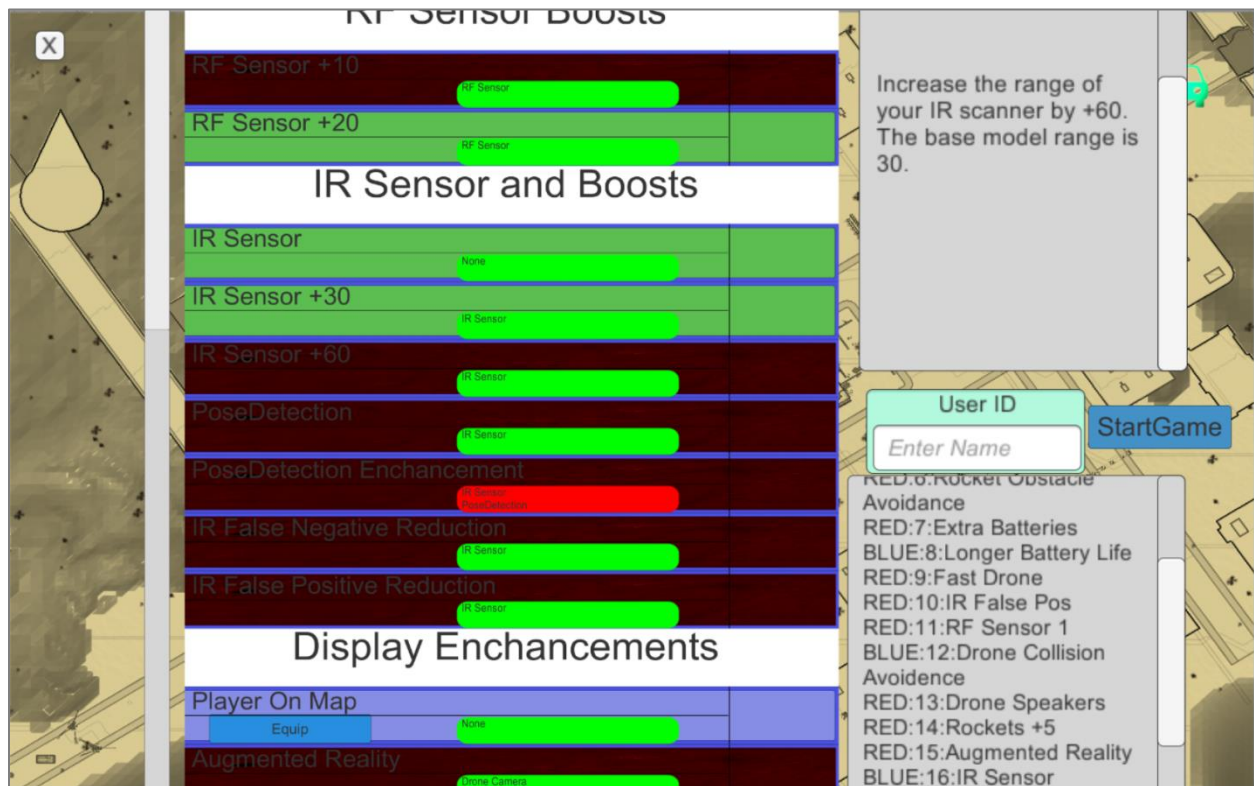 X
RF Sensor Boosts
RF Sensor +10
RF Sensor
RF Sensor +20
RF Sensor
IR Sensor and Boosts
IR Sensor
None
IR Sensor +30
IR Sensor
IR Sensor +60
IR Sensor
PoseDetection
IR Sensor
PoseDetection Enchancement
IR Sensor
PoseDetection
IR False Negative Reduction
IR Sensor
IR False Positive Reduction
IR Sensor
Display Enchancements
Player On Map
Equip
None
Augmented Reality
Drone Camera
Increase the range of
your IR scanner by +60.
The base model range is
30.
User ID
Enter Name
StartGame
RED:6:Rocket Obstacle
Avoidance
RED:7:Extra Batteries
BLUE:8:Longer Battery Life
RED:9:Fast Drone
RED:10:IR False Pos
RED:11:RF Sensor 1
BLUE:12:Drone Collision
Avoidence
RED:13:Drone Speakers
RED:14:Rockets +5
RED:15:Augmented Reality
BLUE:16:IR Sensor